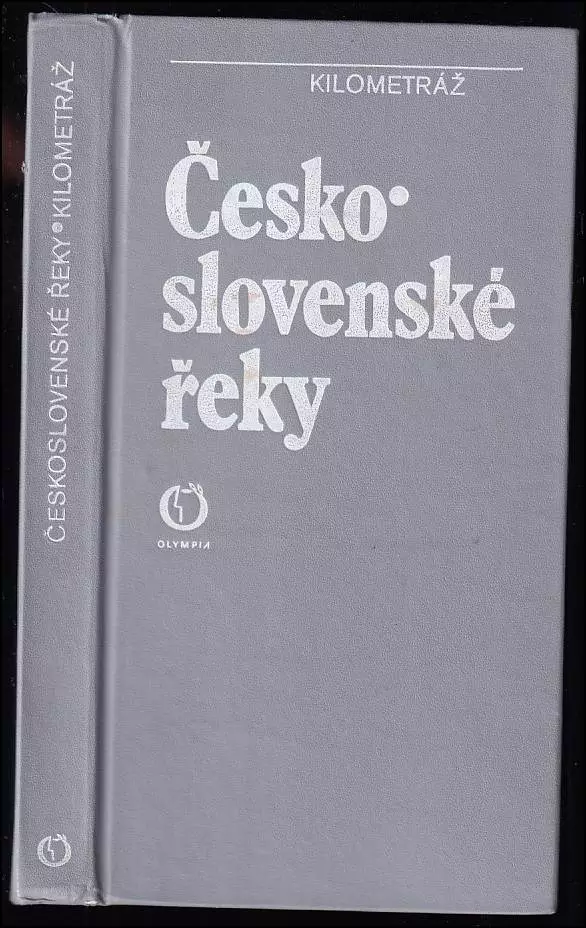 KILOMETRÁŽ
Česko•
slovenské
řeky
OLYMPIA
ČESKOSLOVENSKÉ ŘEKY•KILOMETRÁŽ